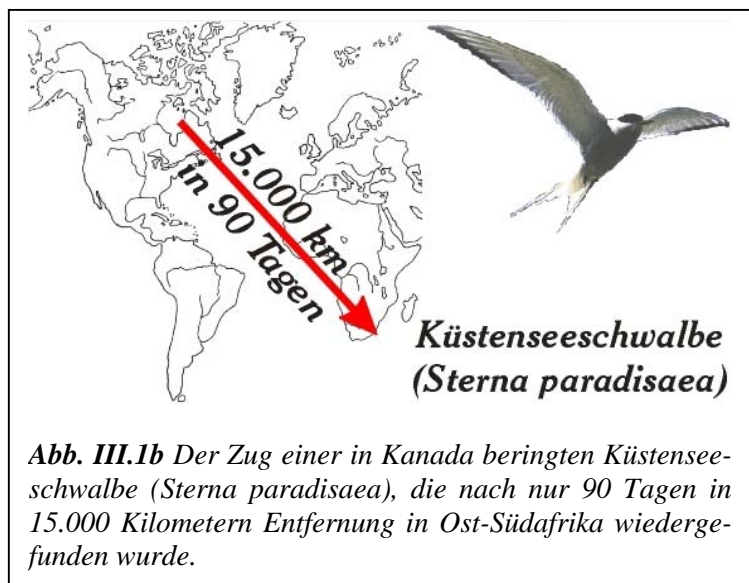 15.000 km
in 90 Tagen
Küstenseeschwalbe
(Sterna paradisaea)
Abb. III.1b Der Zug einer in Kanada beringten Küstensee-
schwalbe (Sterna paradisaea), die nach nur 90 Tagen in
15.000 Kilometern Entfernung in Ost-Südafrika wiederge-
funden wurde.